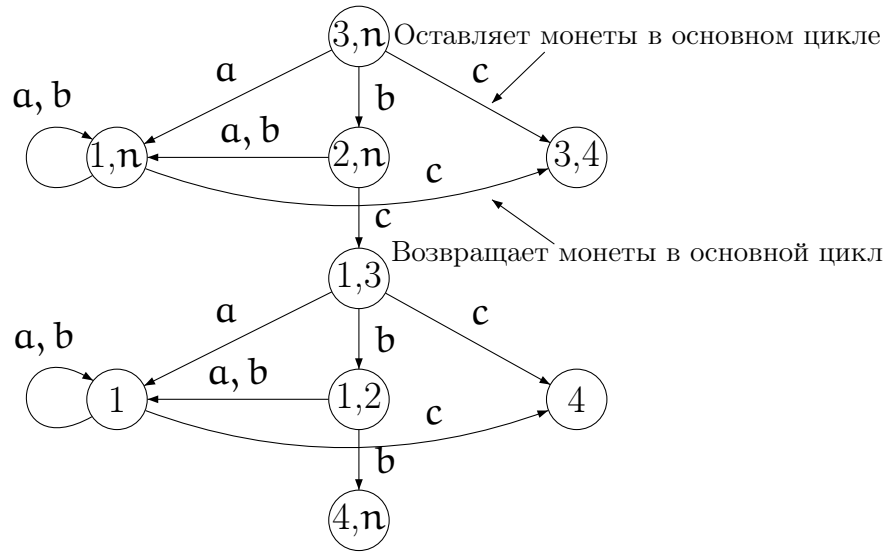 3,n Оставляет монеты в основном цикле
a
b
c
a, b
a, b
1,n
2,n
3,4
c
c
Возвращает монеты в основной цикл
1,3
a
b
c
a, b
a, b
1
1,2
4
c
b
4,n